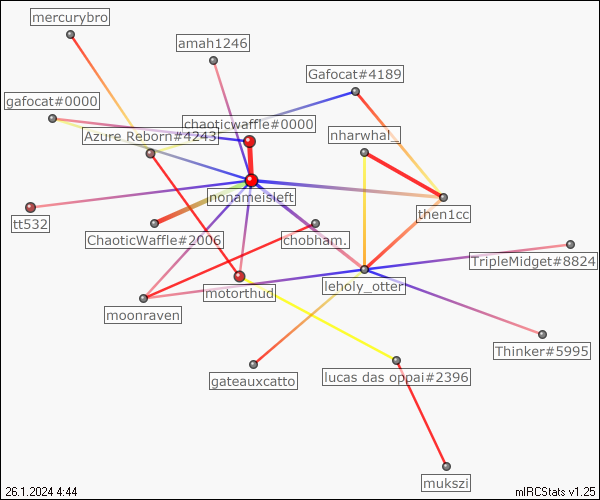 mercurybro
amah1246
Gafocat#4189
gafocat#0000
chaoticwaffle#0000
nharwhal_
Azure Reborn#4243
nonameisleft
then1cc
tt532
ChaoticWaffle#2006
chobham.
TripleMidget#8824
leholy_otter
motorthud
moonraven
Thinker#5995
gateauxcatto
lucas das oppai#2396
mukszi
26.1.2024 4:44
mIRCStats v1.25